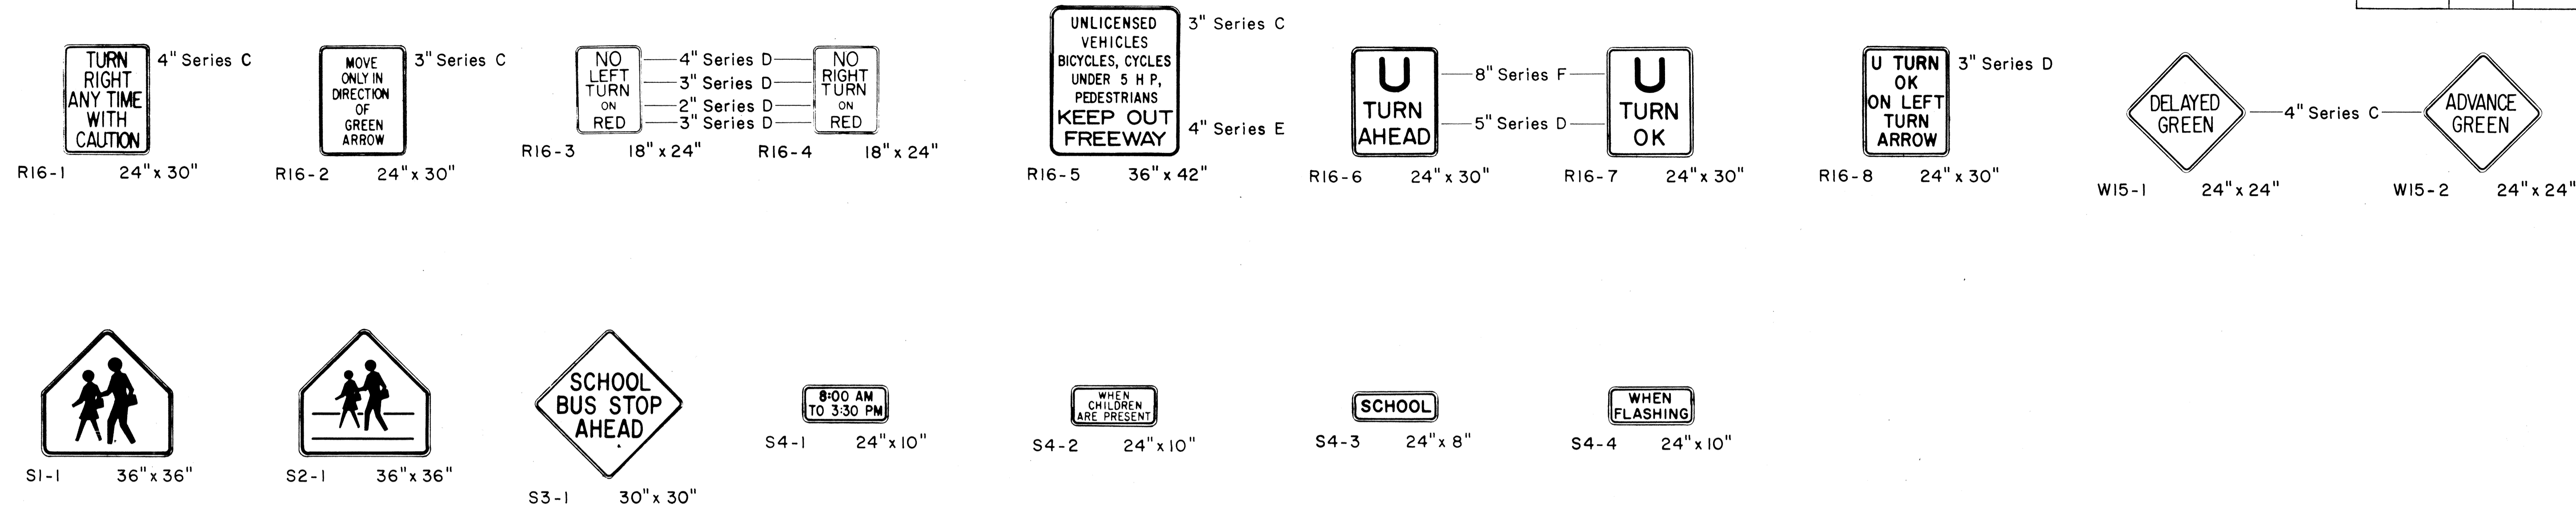 TURN
RIGHT
ANY TIME
WITH
CAUTION
4" Series C
R16-1 24" x 30"
MOVE
ONLY IN
DIRECTION
OF
GREEN
ARROW
3" Series C
R16-2 24" x 30"
NO
LEFT
TURN
ON
RED
4" Series D
3" Series D
2" Series D
3" Series D
R16-3 18" x 24"
NO
RIGHT
TURN
ON
RED
R16-4 18" x 24"
UNLICENSED
VEHICLES
BICYCLES, CYCLES
UNDER 5 H P,
PEDESTRIANS
KEEP OUT
FREEWAY
3" Series C
4" Series E
R16-5 36" x 42"
U
TURN
AHEAD
8" Series F
5" Series D
R16-6 24" x 30"
U
TURN
OK
R16-7 24" x 30"
U TURN
OK
ON LEFT
TURN
ARROW
3" Series D
R16-8 24" x 30"
DELAYED
GREEN
4" Series C
W15-1 24" x 24"
ADVANCE
GREEN
W15-2 24" x 24"
S1-1 36" x 36"
S2-1 36" x 36"
SCHOOL
BUS STOP
AHEAD
S3-1 30" x 30"
8:00 AM
TO 3:30 PM
S4-1 24" x 10"
WHEN
CHILDREN
ARE PRESENT
S4-2 24" x 10"
SCHOOL
S4-3 24" x 8"
WHEN
FLASHING
S4-4 24" x 10"